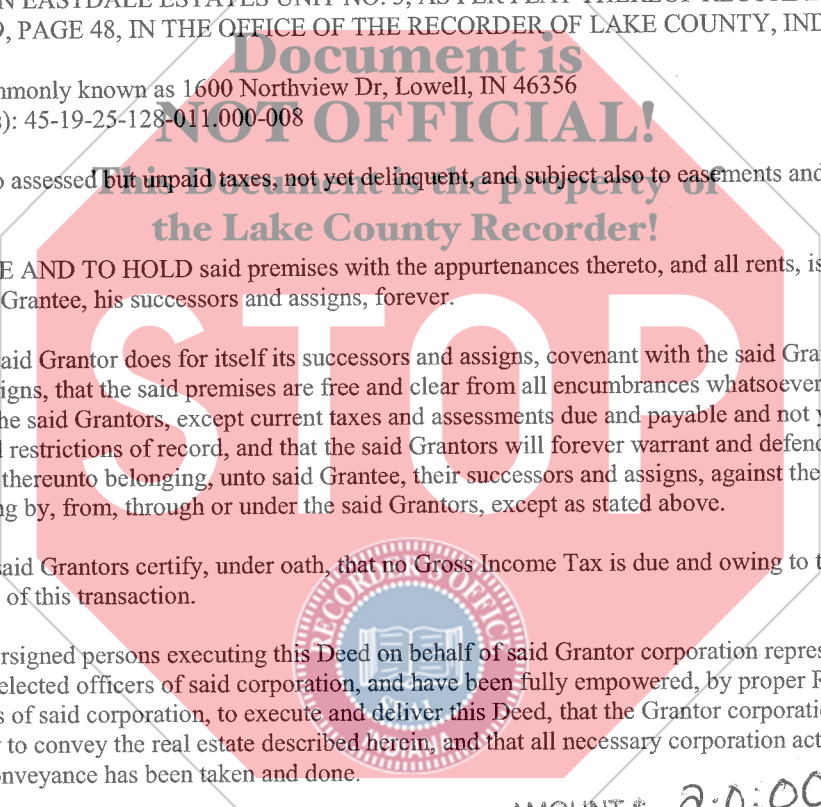 N EASTDALE ESTATES UNIT NO. 3, AS PER PLAT THEREOF
9, PAGE 48, IN THE OFFICE OF THE RECORDER OF LAKE COUNTY, IND
Document is
mmonly known as 1600 Northview Dr, Lowell, IN 46356
NOT OFFICIAL!
): 45-19-25-128-011.000-008
o assessed but unpaid taxes, not yet delinquent, and subject also to easements and
This Document is the property of
the Lake County Recorder!
E AND TO HOLD said premises with the appurtenances thereto, and all rents, is
Grantee, his successors and assigns, forever.
STOP
aid Grantor does for itself its successors and assigns, covenant with the said Gra
igns, that the said premises are free and clear from all encumbrances whatsoever
he said Grantors, except current taxes and assessments due and payable and not y
restrictions of record, and that the said Grantors will forever warrant and defend
thereunto belonging, unto said Grantee, their successors and assigns, against the
ng by, from, through or under the said Grantors, except as stated above.
aid Grantors certify, under oath, that no Gross Income Tax is due and owing to t
of this transaction.
RECORDER'S OFFICE
INDIANA
rsigned persons executing this Deed on behalf of said Grantor corporation repres
elected officers of said corporation, and have been fully empowered, by proper R
s of said corporation, to execute and deliver this Deed, that the Grantor corporati
to convey the real estate described herein, and that all necessary corporation act
onveyance has been taken and done.
AMOUNT $ 20.00